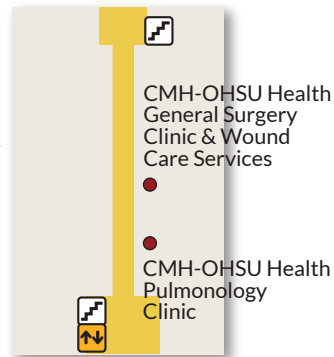 CMH-OHSU Health
General Surgery
Clinic & Wound
Care Services
CMH-OHSU Health
Pulmonology
Clinic